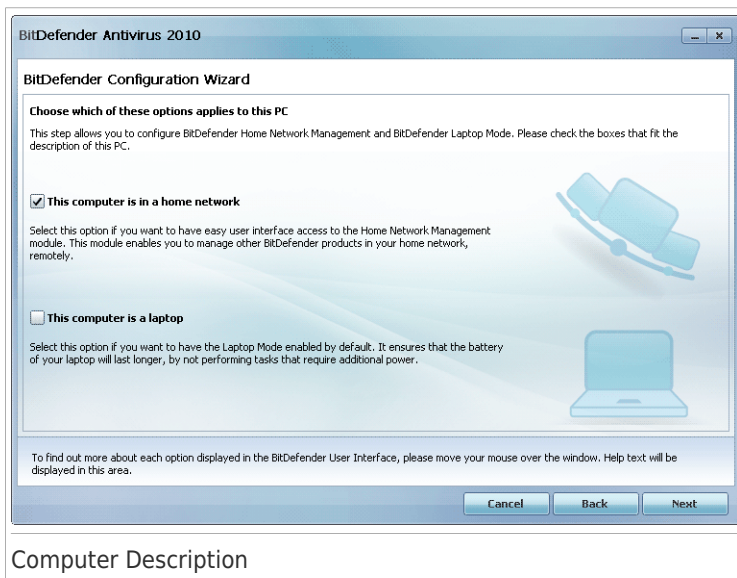 BitDefender Antivirus 2010
BitDefender Configuration Wizard
Choose which of these options applies to this PC
This step allows you to configure BitDefender Home Network Management and BitDefender Laptop Mode. Please check the boxes that fit the
description of this PC.
This computer is in a home network
Select this option if you want to have easy user interface access to the Home Network Management
module. This module enables you to manage other BitDefender products in your home network,
remotely.
This computer is a laptop
Select this option if you want to have the Laptop Mode enabled by default. It ensures that the battery
of your laptop will last longer, by not performing tasks that require additional power.
To find out more about each option displayed in the BitDefender User Interface, please move your mouse over the window. Help text will be
displayed in this area.
Cancel Back Next
Computer Description